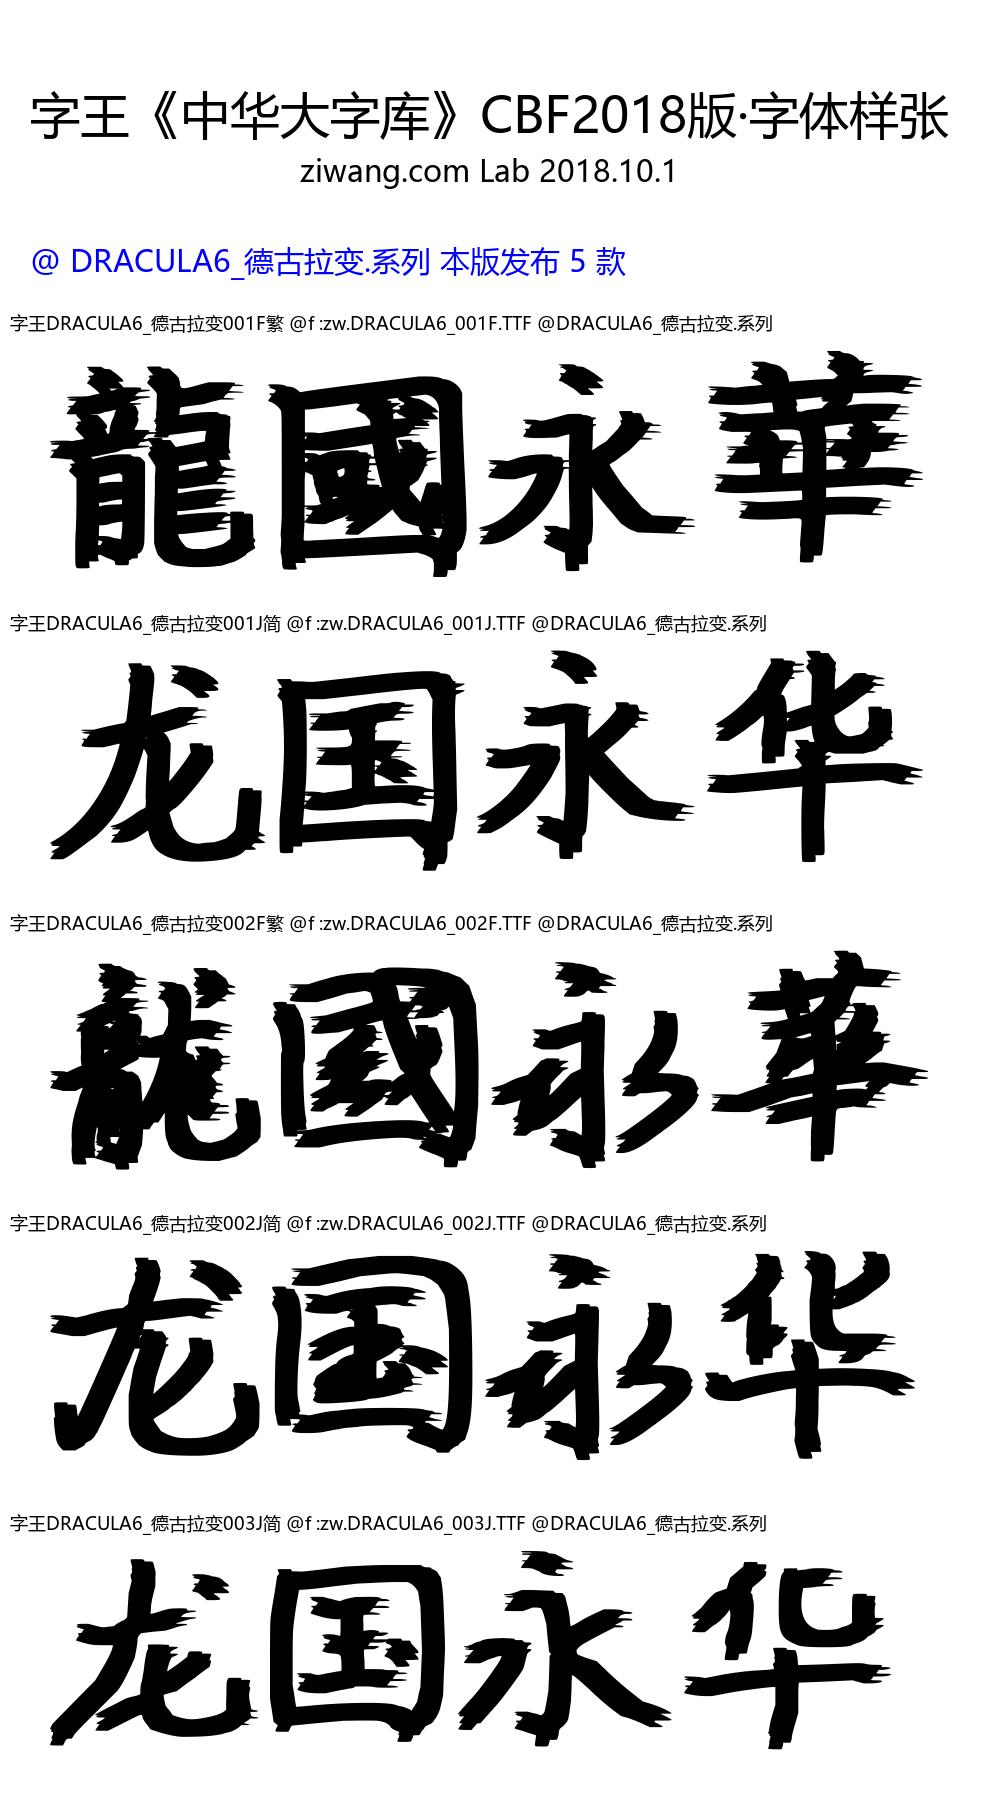 字王《中华大字库》CBF2018版·字体样张
ziwang.com Lab 2018.10.1
@ DRACULA6_德古拉变.系列 本版发布 5 款
字王DRACULA6_德古拉变001F繁 @f :zw.DRACULA6_001F.TTF @DRACULA6_德古拉变.系列
龍國永華
字王DRACULA6_德古拉变001J简 @f :zw.DRACULA6_001J.TTF @DRACULA6_德古拉变.系列
龙国永华
字王DRACULA6_德古拉变002F繁 @f :zw.DRACULA6_002F.TTF @DRACULA6_德古拉变.系列
龍國永華
字王DRACULA6_德古拉变002J简 @f :zw.DRACULA6_002J.TTF @DRACULA6_德古拉变.系列
龙国永华
字王DRACULA6_德古拉变003J简 @f :zw.DRACULA6_003J.TTF @DRACULA6_德古拉变.系列
龙国永华